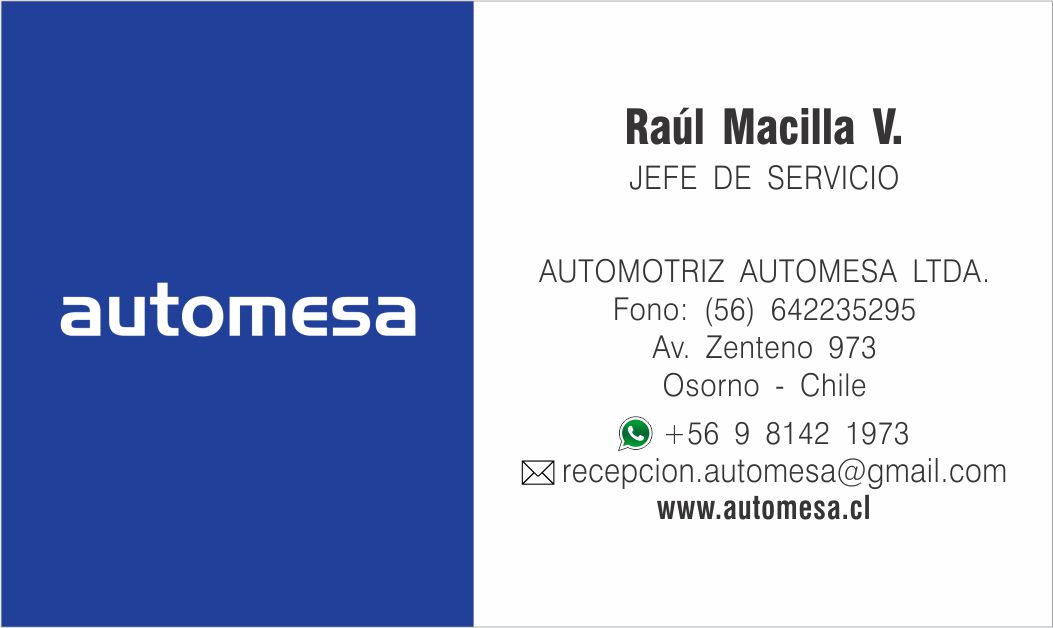 automesa
Raúl Macilla V.
JEFE DE SERVICIO
AUTOMOTRIZ AUTOMESA LTDA.
Fono: (56) 642235295
Av. Zenteno 973
Osorno - Chile
+56 9 8142 1973
recepcion.automesa@gmail.com
www.automesa.cl